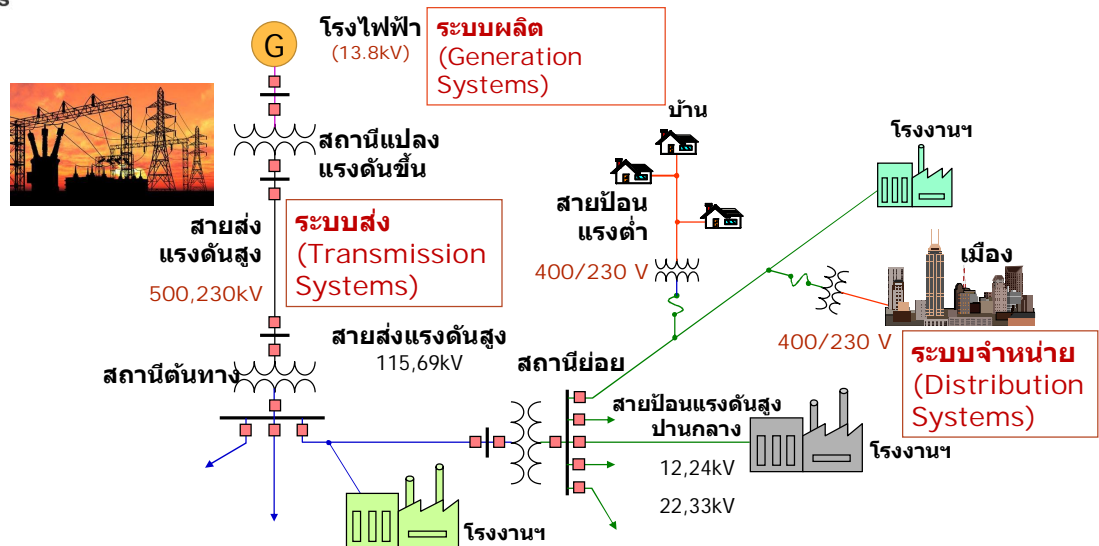 G
โรงไฟฟ้า
(13.8kV)
ระบบผลิต
(Generation
Systems)
สถานีแปลง
แรงดันขึ้น
สายส่ง
แรงดันสูง
500,230kV
ระบบส่ง
(Transmission
Systems)
บ้าน
สายป้อน
แรงต่ำ
400/230 V
โรงงานฯ
เมือง
400/230 V
ระบบจำหน่าย
(Distribution
Systems)
สายส่งแรงดันสูง
115,69kV
สถานีต้นทาง
สถานีย่อย
สายป้อนแรงดันสูง
ปานกลาง
12,24kV
22,33kV
โรงงานฯ
โรงงานฯ